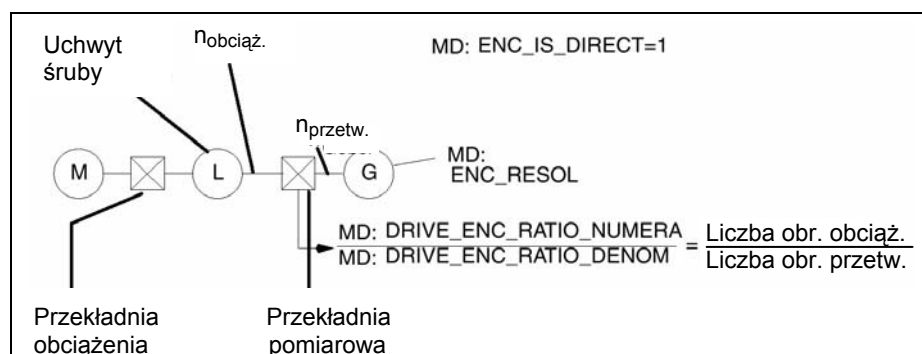 Uchwyt
śruby
nobciąż.
MD: ENC_IS_DIRECT=1
nprzetw.
M
L
G
MD:
ENC_RESOL
MD: DRIVE_ENC_RATIO_NUMERA = Liczba obr. obciąż.
MD: DRIVE_ENC_RATIO_DENOM Liczba obr. przetw.
Przekładnia
obciążenia
Przekładnia
pomiarowa